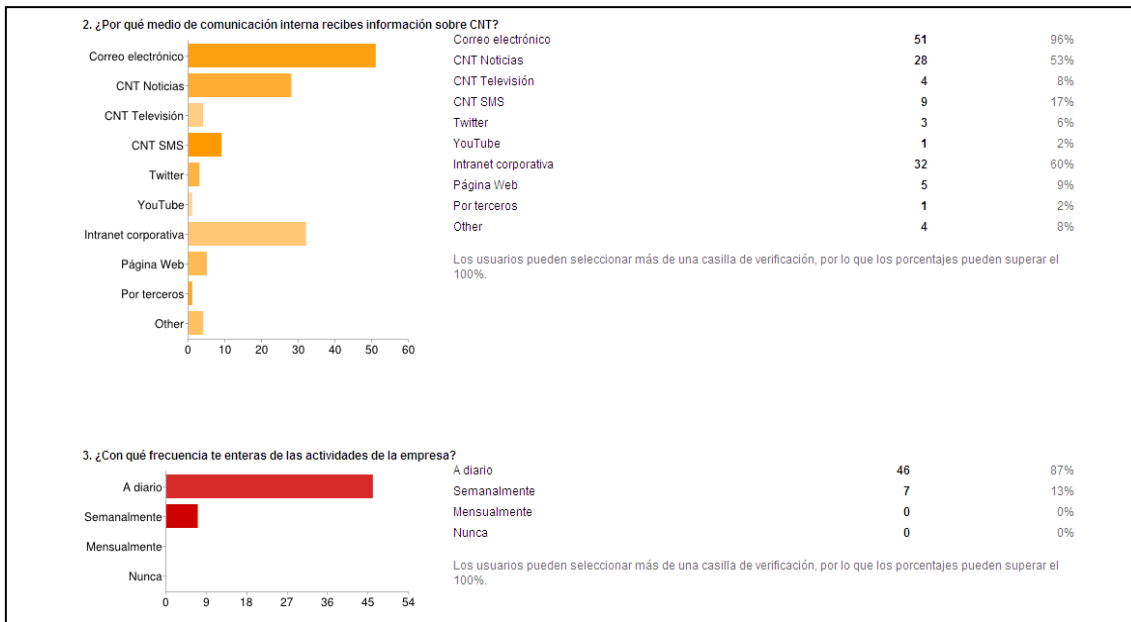 2. ¿Por qué medio de comunicación interna recibes información sobre CNT?
Correo electrónico
CNT Noticias
CNT Televisión
CNT SMS
Twitter
YouTube
Intranet corporativa
Página Web
Por terceros
Other
0 10 20 30 40 50 60
Correo electrónico 51 96%
CNT Noticias 28 53%
CNT Televisión 4 8%
CNT SMS 9 17%
Twitter 3 6%
YouTube 1 2%
Intranet corporativa 32 60%
Página Web 5 9%
Por terceros 1 2%
Other 4 8%
Los usuarios pueden seleccionar más de una casilla de verificación, por lo que los porcentajes pueden superar el
100%.
3. ¿Con qué frecuencia te enteras de las actividades de la empresa?
A diario
Semanalmente
Mensualmente
Nunca
0 9 18 27 36 45 54
A diario 46 87%
Semanalmente 7 13%
Mensualmente 0 0%
Nunca 0 0%
Los usuarios pueden seleccionar más de una casilla de verificación, por lo que los porcentajes pueden superar el
100%.